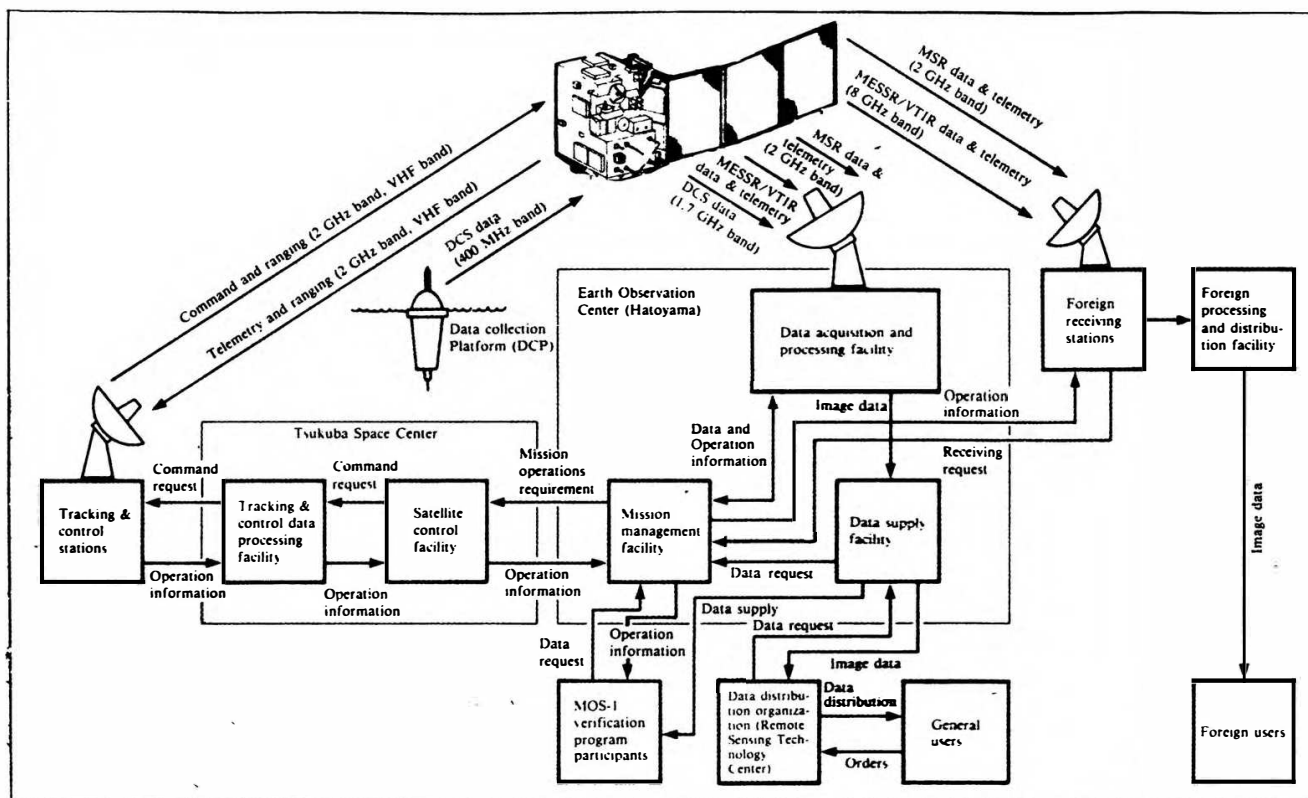 MSR data & telemetry
(2 GHz band)
MESSR/VTIR data & telemetry
(8 GHz band)
MSR data &
telemetry
(2 GHz band)
MESSR/VTIR
data & telemetry
DCS data
(1.7 GHz band)
Command and ranging (2 GHz band, VHF band)
Telemetry and ranging (2 GHz band, VHF band)
DCS data
(400 MHz band)
Data collection
Platform (DCP)
Earth Observation
Center (Hatoyama)
Data acquisition and
processing facility
Foreign
receiving
stations
Foreign
processing
and distribu-
tion facility
Image data
Operation
information
Data and
Operation
information
Receiving
request
Tsukuba Space Center
Command
request
Command
request
Mission
operations
requirement
Tracking &
control
stations
Tracking &
control data
processing
facility
Satellite
control
facility
Mission
management
facility
Data supply
facility
Image data
Operation
information
Operation
information
Operation
information
Data request
Data supply
Data request
Data
request
Operation
information
Image data
MOS-1
verification
program
participants
Data distribu-
tion organization
(Remote
Sensing Tech-
nology
Center)
Data
distribution
Orders
General
users
Foreign users